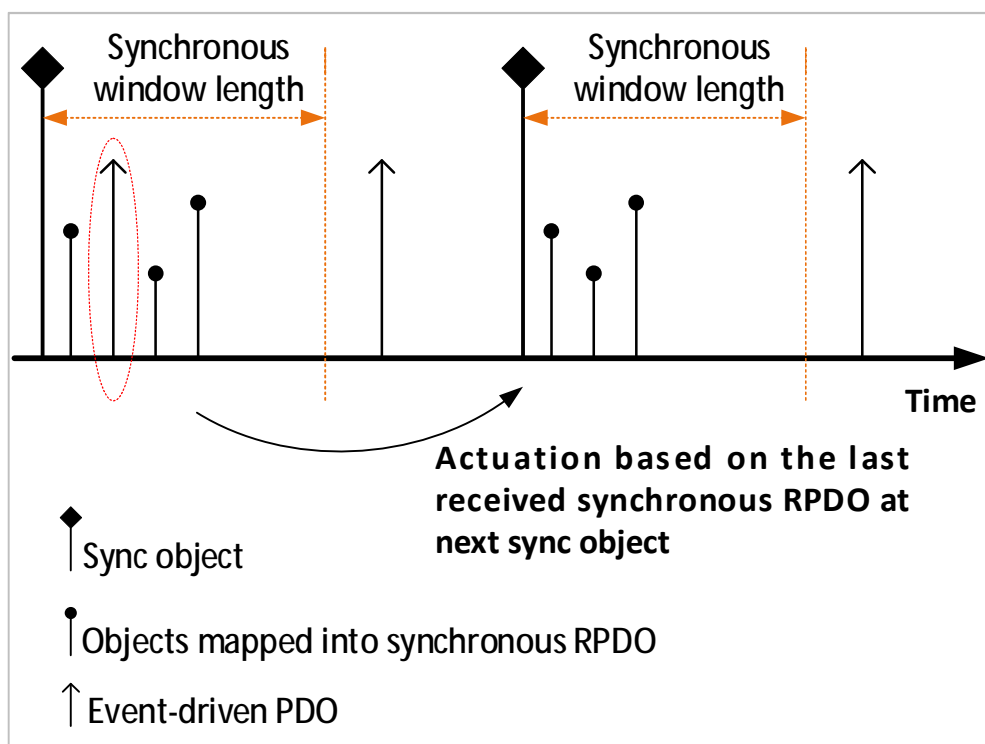 Synchronous
window length
Synchronous
window length
Time
Actuation based on the last
received synchronous RPDO at
next sync object
Sync object
Objects mapped into synchronous RPDO
Event-driven PDO